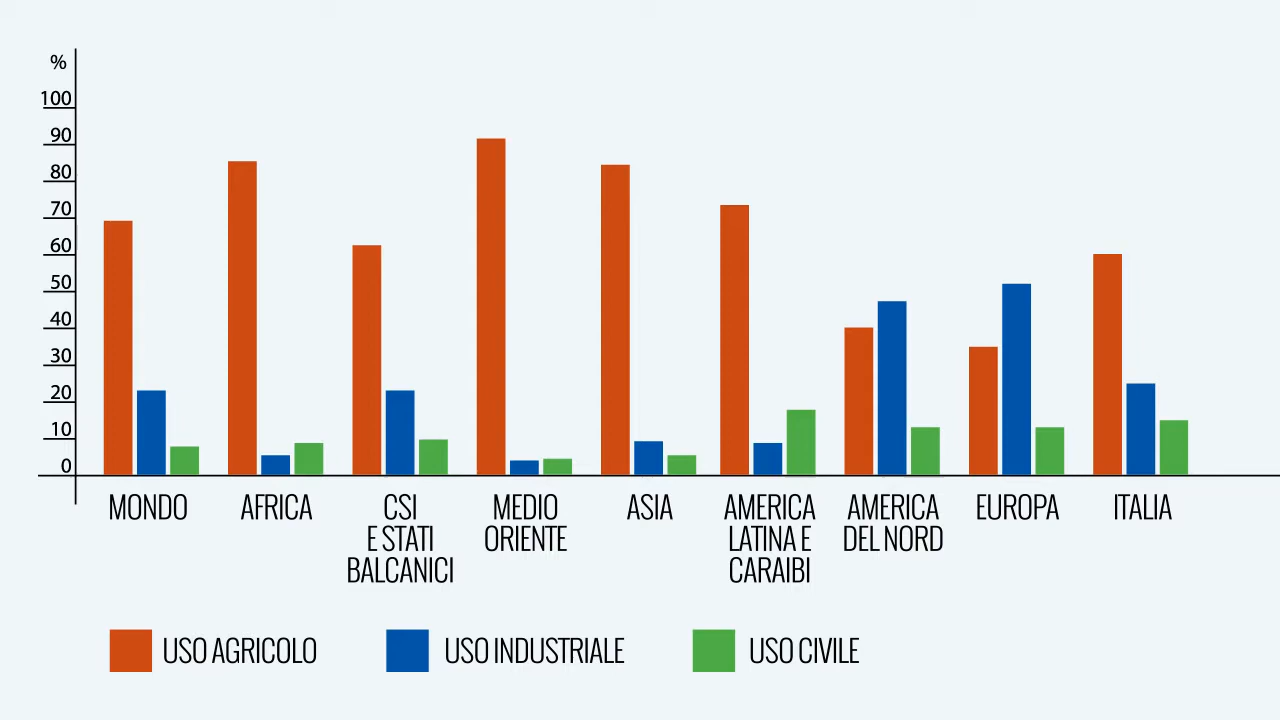 %
100
90
80
70
60
50
40
30
20
10
0
MONDO
AFRICA
CSI
E STATI
BALCANICI
MEDIO
ORIENTE
ASIA
AMERICA
LATINA E
CARAIBI
AMERICA
DEL NORD
EUROPA
ITALIA
USO AGRICOLO
USO INDUSTRIALE
USO CIVILE